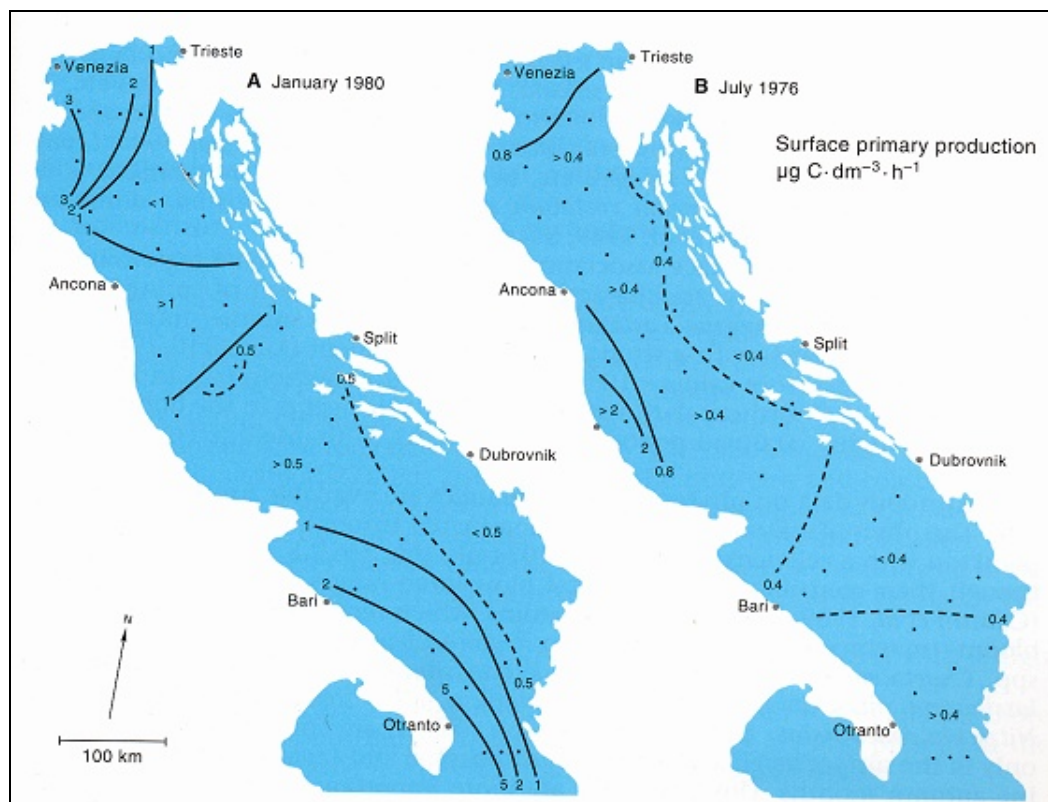 1
Trieste
Venezia
2
A January 1980
3
<1
3
2
1
1
Ancona
>1
1
0.5
Split
1
0.5
Dubrovnik
> 0.5
1
< 0.5
2
Bari
N
0.5
5
Otranto
100 km
5 2 1
Trieste
Venezia
B July 1976
Surface primary production
µg C·dm⁻³·h⁻¹
0.8
> 0.4
0.4
Ancona
> 0.4
Split
< 0.4
> 2
> 0.4
2
0.8
Dubrovnik
< 0.4
0.4
Bari
0.4
Otranto
> 0.4